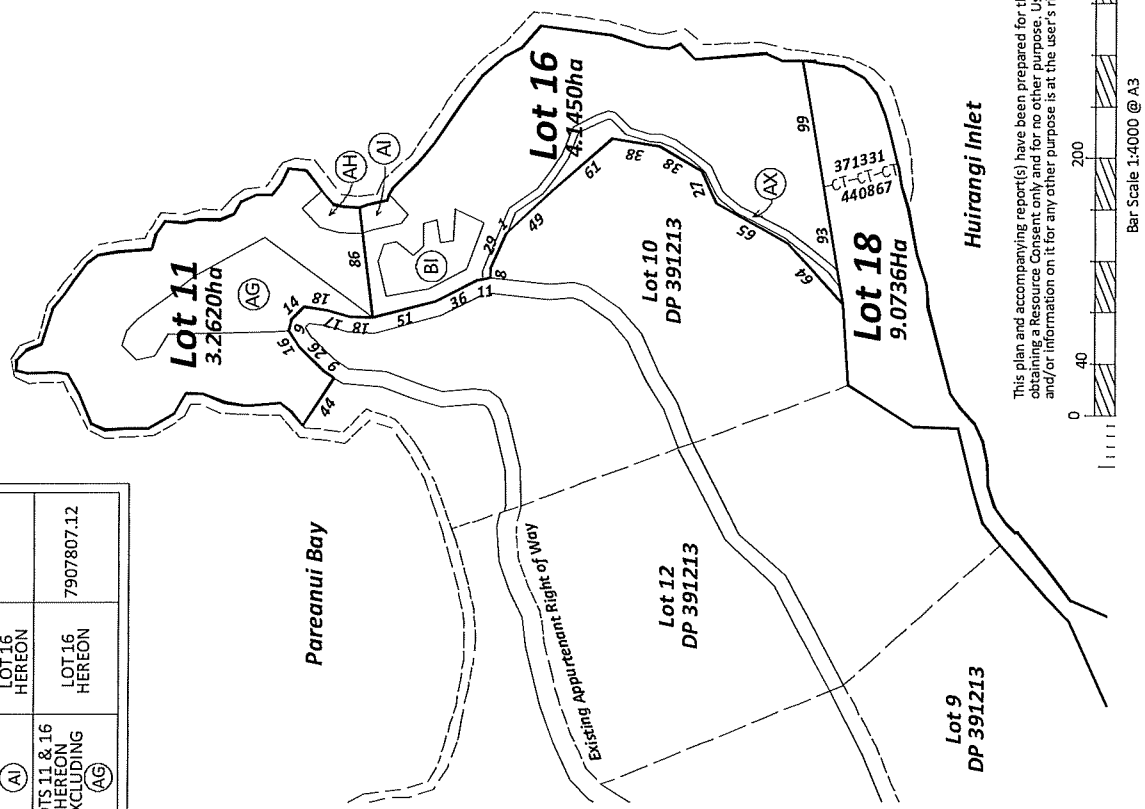 AI
LOT 16
HEREON
LOT 16
HEREON
7907807.12
11 & 16
HEREON
AG
Pareanui Bay
Lot 11
3.2620ha
AG
AH
AI
BI
Lot 16
4.1450ha
AX
44
9
26
16
9
14
18
17
18
86
51
36
11
8
29
1
49
61
38
38
27
65
64
93
99
371331
CT-CT-CT
440867
Lot 10
DP 391213
Lot 18
9.0736Ha
Huirangi Inlet
Existing Appurtenant Right of Way
Lot 12
DP 391213
Lot 9
DP 391213
This plan and accompanying report(s) have been prepared for
obtaining a Resource Consent only and for no other purpose.
and/or information on it for any other purpose is at the user's
0
40
200
Bar Scale 1:4000 @ A3